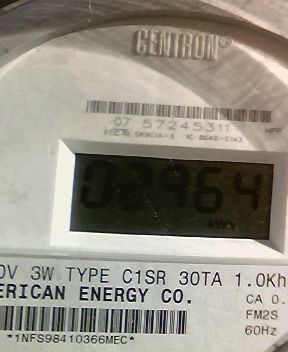 CENTRON®
07 57245311
03964
kWh
0V 3W TYPE C1SR 30TA 1.0Kh
ERICAN ENERGY CO.
CA 0.
FM2S
60Hz
*1NFS98410366MEC*